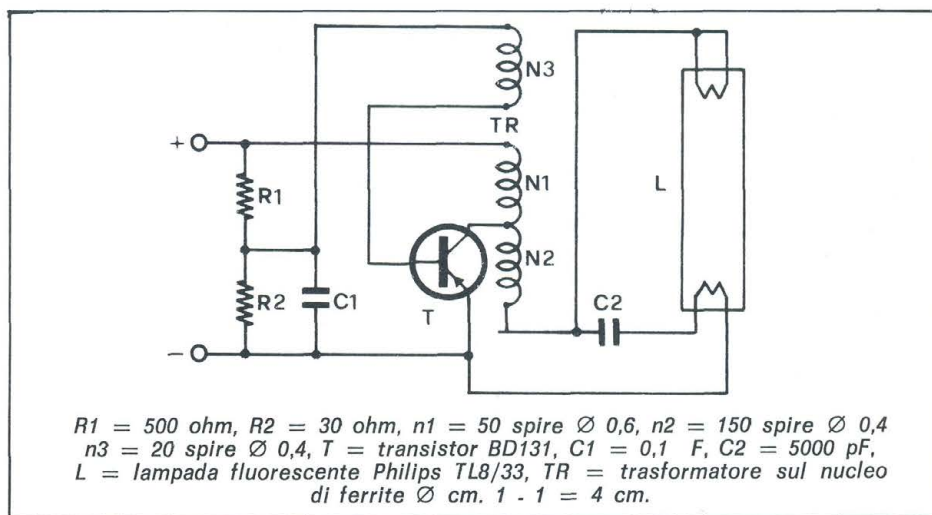 N3
TR
+
R1
N1
L
N2
R2
C1
T
C2
-
R1 = 500 ohm, R2 = 30 ohm, n1 = 50 spire Ø 0,6, n2 = 150 spire Ø 0,4
n3 = 20 spire Ø 0,4, T = transistor BD131, C1 = 0,1 F, C2 = 5000 pF,
L = lampada fluorescente Philips TL8/33, TR = trasformatore sul nucleo
di ferrite Ø cm. 1 - 1 = 4 cm.